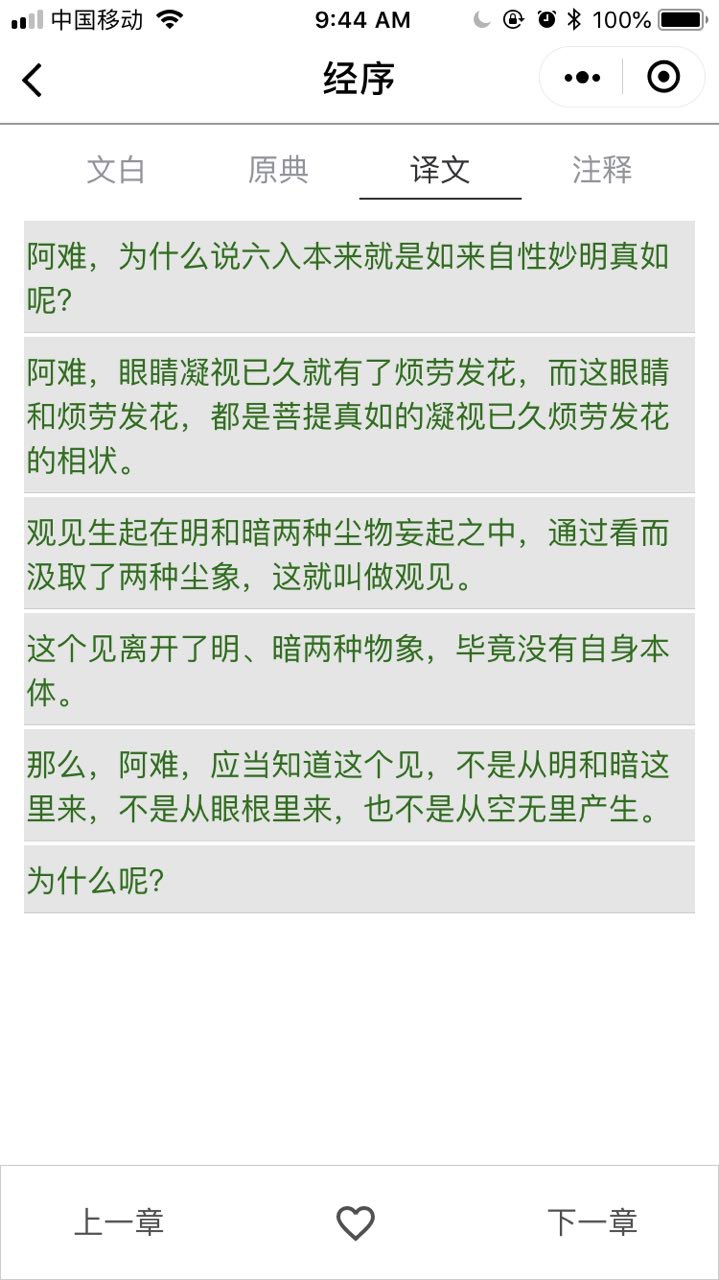 中国移动 9:44 AM 100%
经序
文白 原典 译文 注释
阿难，为什么说六入本来就是如来自性妙明真如
呢？
阿难，眼睛凝视已久就有了烦劳发花，而这眼睛
和烦劳发花，都是菩提真如的凝视已久烦劳发花
的相状。
观见生起在明和暗两种尘物妄起之中，通过看而
汲取了两种尘象，这就叫做观见。
这个见离开了明、暗两种物象，毕竟没有自身本
体。
那么，阿难，应当知道这个见，不是从明和暗这
里来，不是从眼根里来，也不是从空无里产生。
为什么呢？
上一章 下一章